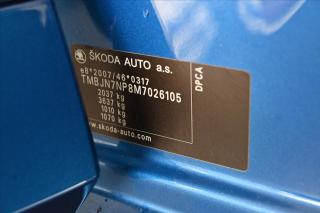 ŠKODA AUTO a.s.
e8*2007/46*0317
TMBJN7NP8M7026105
2037 kg
3637 kg
1010 kg
1070 kg
www.skoda-auto.com
DPCA